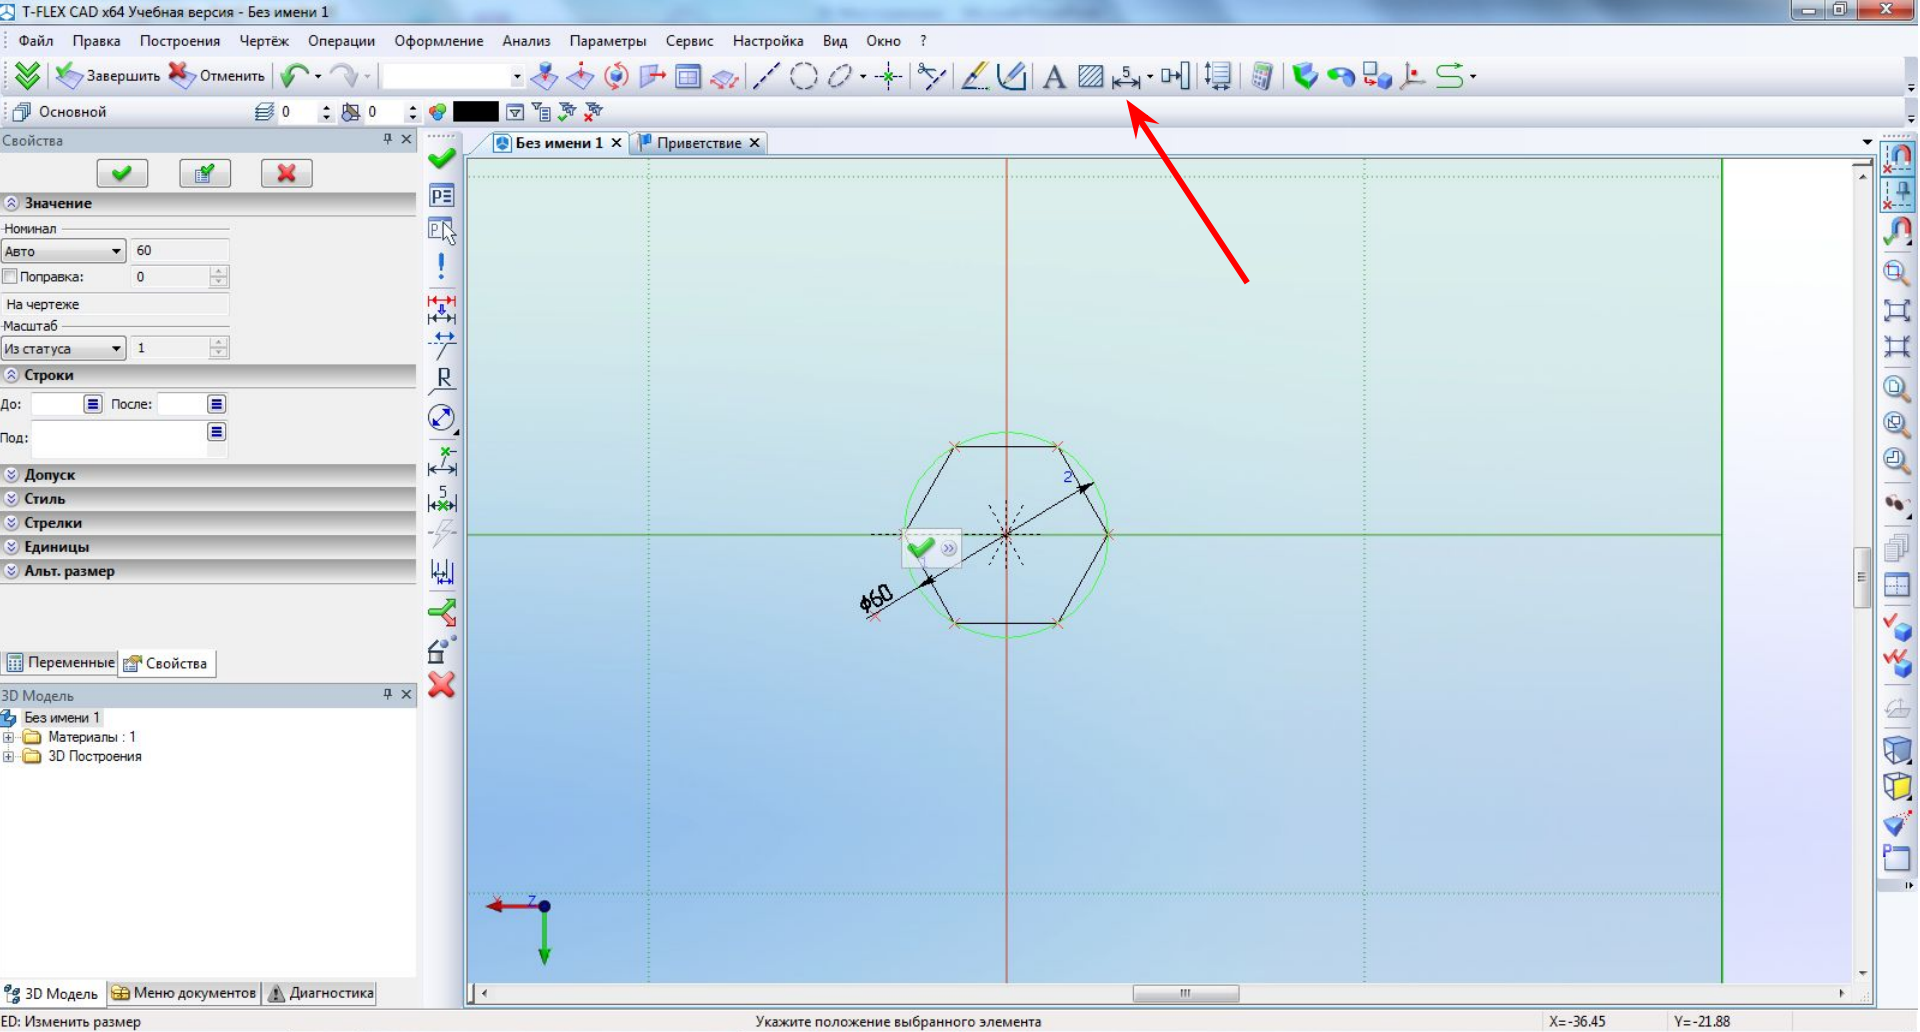 T-FLEX CAD x64 Учебная версия - Без имени 1
Файл Правка Построения Чертёж Операции Оформление Анализ Параметры Сервис Настройка Вид Окно ?
Завершить Отменить A 5
Основной 0 0
Свойства
Без имени 1 Приветствие
Значение
Номинал
Авто 60
Поправка: 0
На чертеже
Масштаб
Из статуса 1
Строки
До: После:
Под:
Допуск
Стиль
Стрелки
Единицы
Альт. размер
Переменные Свойства
R
5
2
1
ϕ60
3D Модель
Без имени 1
Материалы : 1
3D Построения
X Z
3D Модель Меню документов Диагностика
ED: Изменить размер Укажите положение выбранного элемента X=-36.45 Y=-21.88